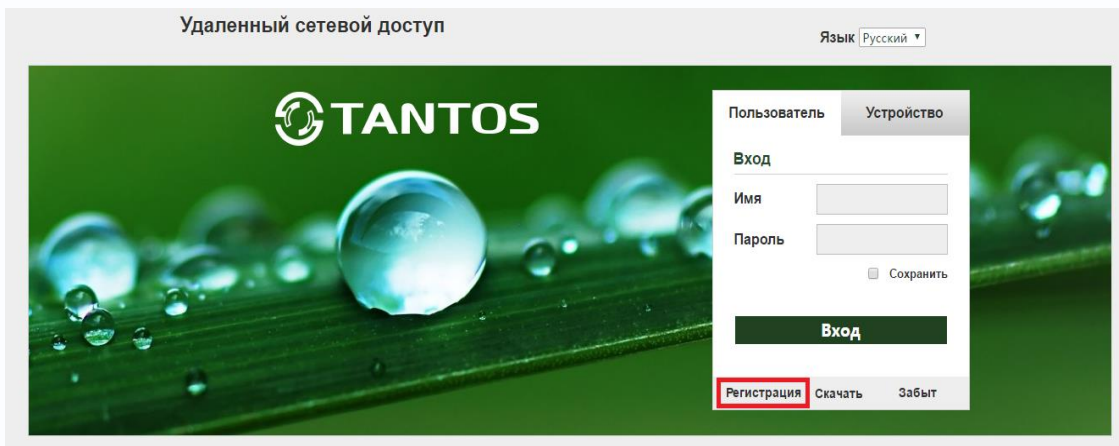 Удаленный сетевой доступ
Язык Русский
TANTOS
Пользователь Устройство
Вход
Имя
Пароль
Сохранить
Вход
Регистрация Скачать Забыт